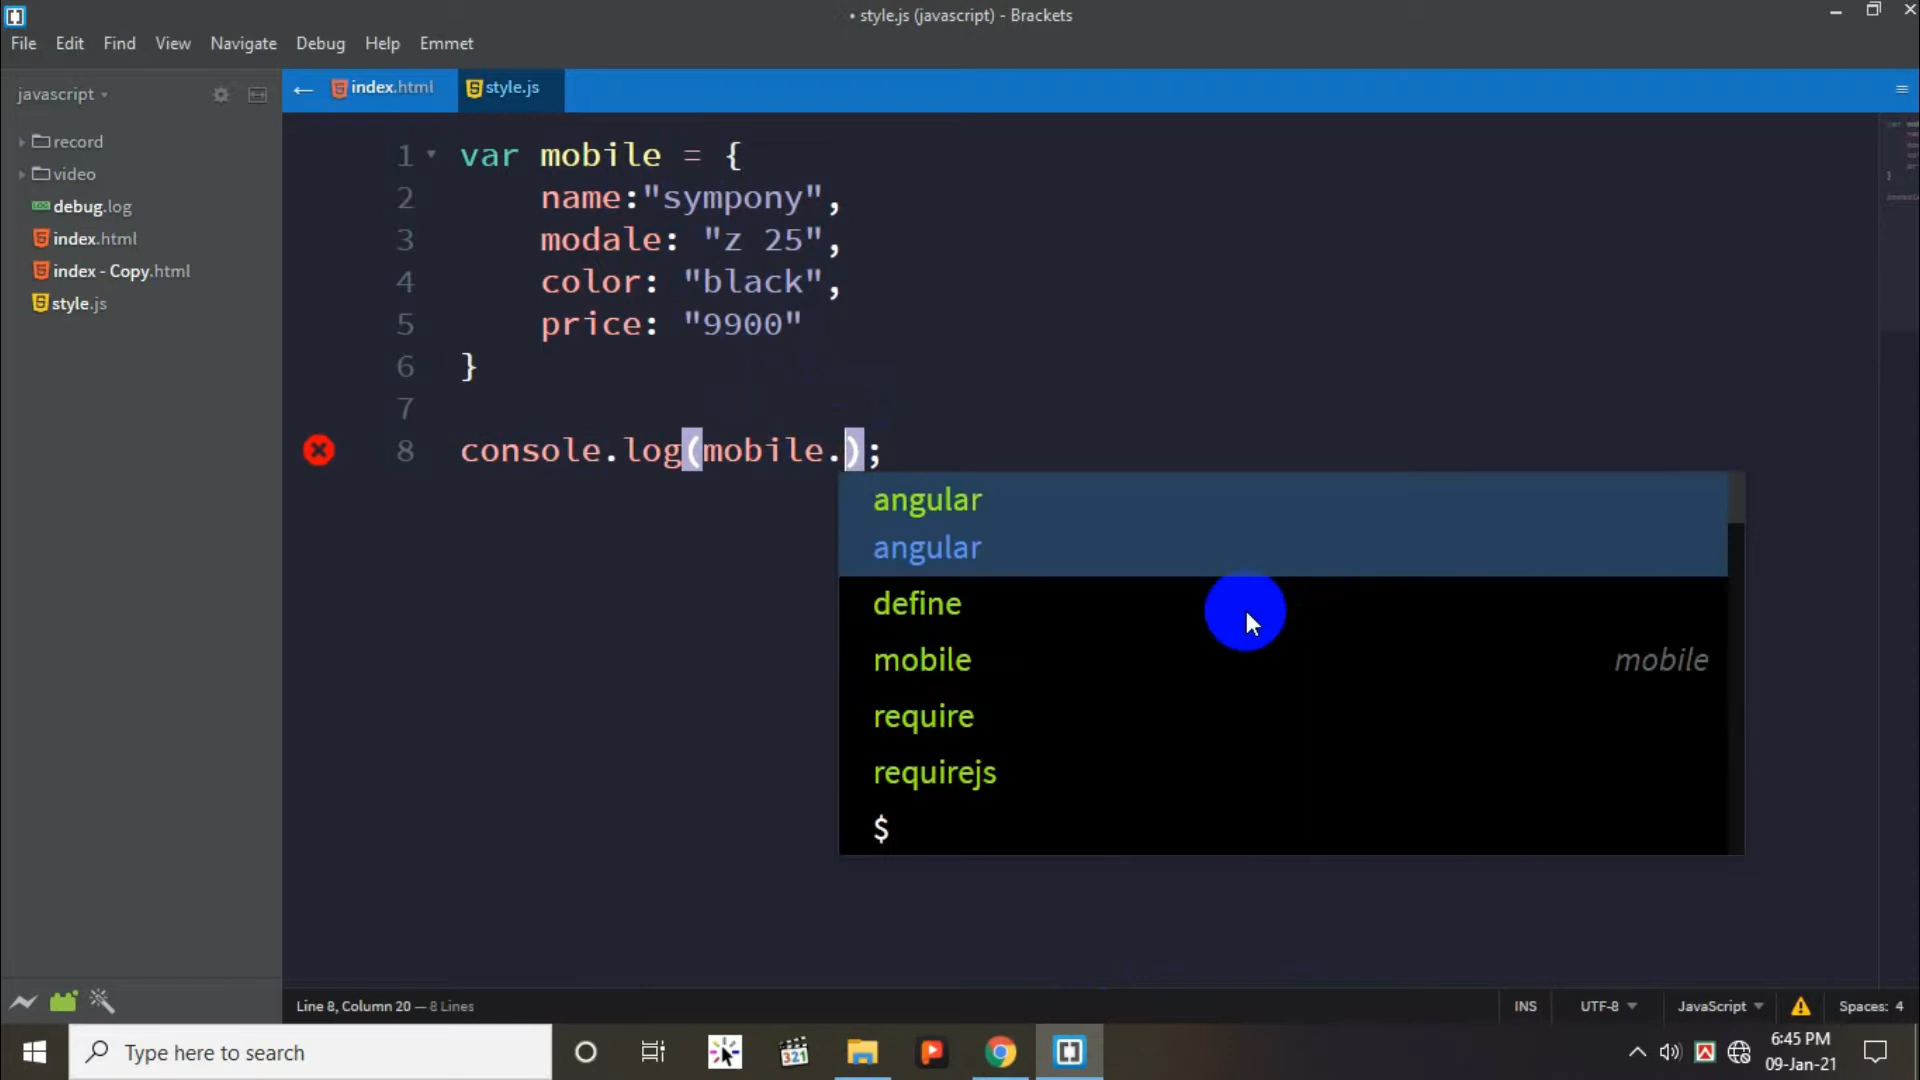 • style.js (javascript) - Brackets
File Edit Find View Navigate Debug Help Emmet
javascript
index.html
style.js
record
video
debug.log
index.html
index - Copy.html
style.js
1 var mobile = {
2 name:"sympony",
3 modale: "z 25",
4 color: "black",
5 price: "9900"
6 }
7
8 console.log(mobile.);
angular
angular
define
mobile mobile
require
requirejs
$
Line 8, Column 20 — 8 Lines
INS UTF-8 JavaScript Spaces: 4
Type here to search
321
6:45 PM
09-Jan-21